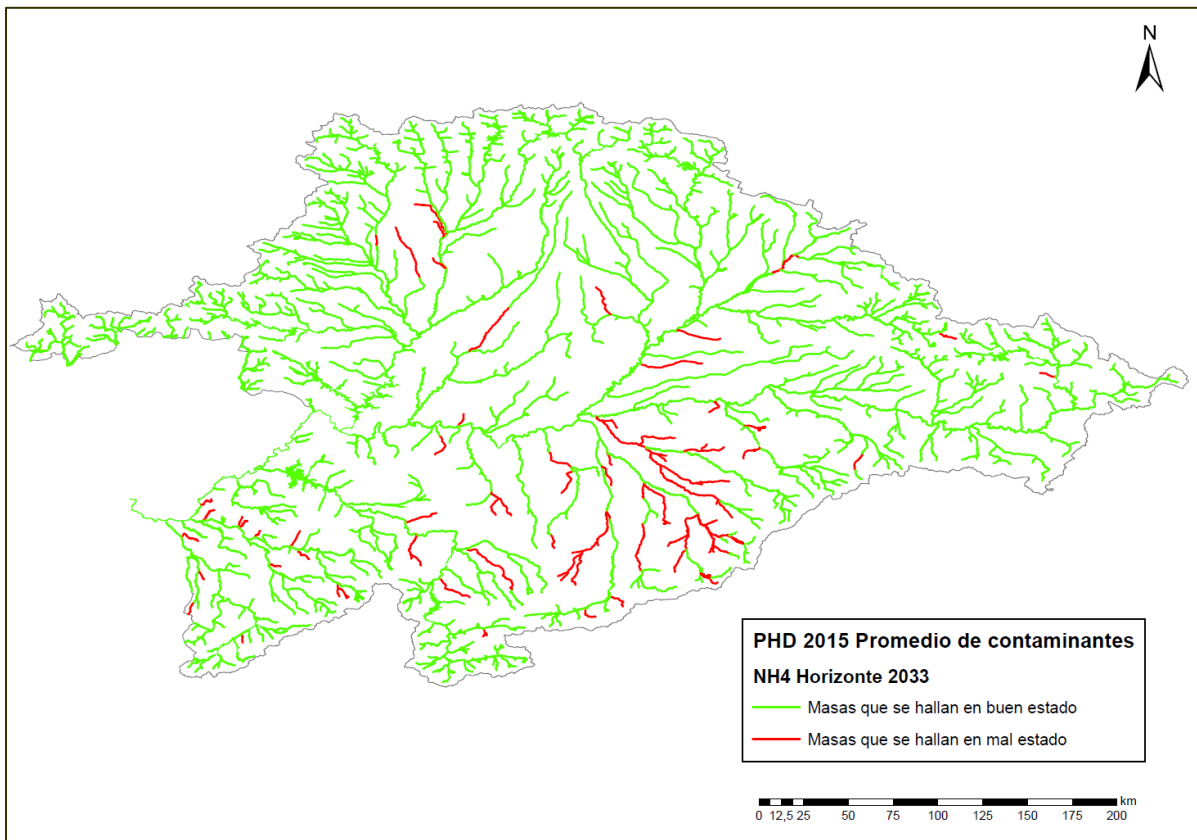 N
PHD 2015 Promedio de contaminantes
NH4 Horizonte 2033
Masas que se hallan en buen estado
Masas que se hallan en mal estado
km
0 12,5 25 50 75 100 125 150 175 200